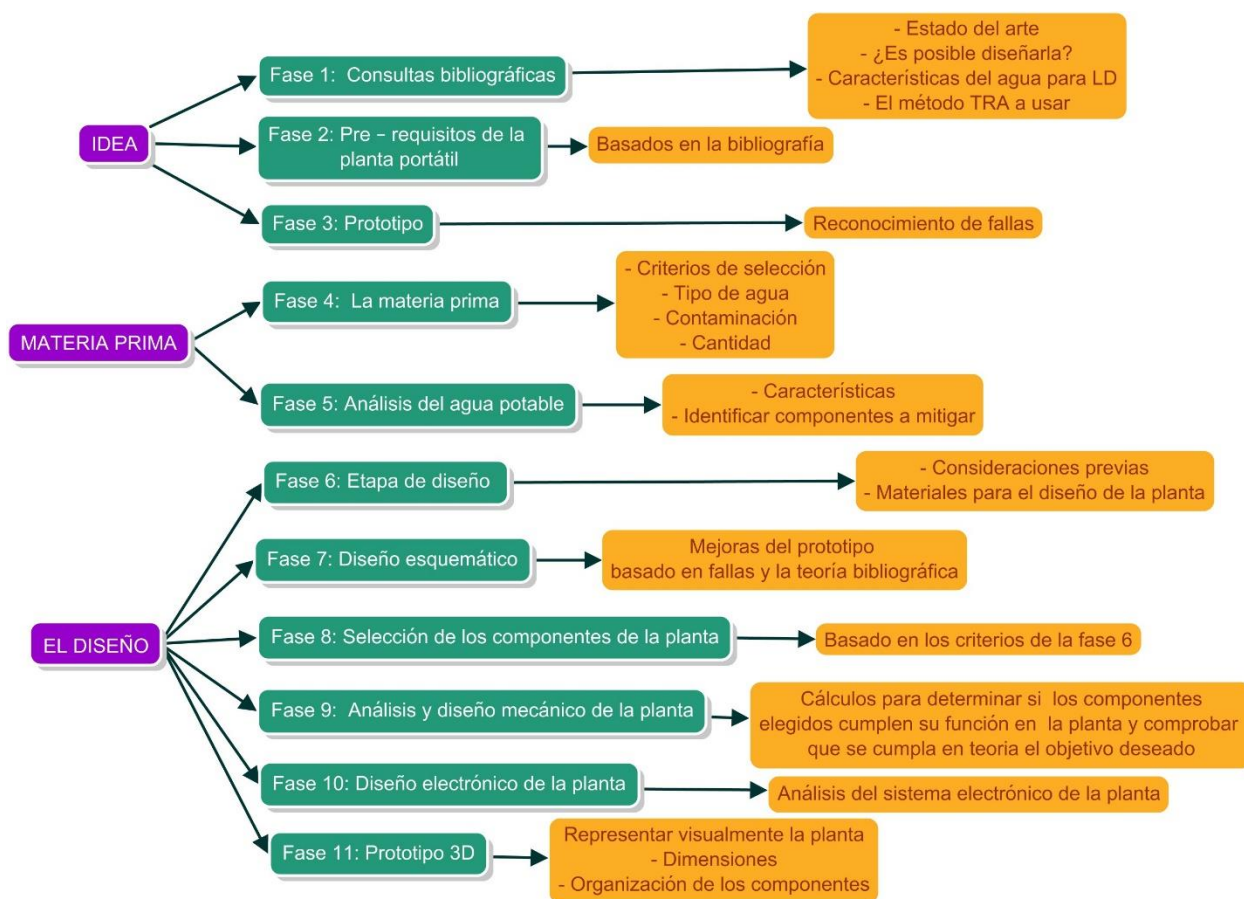 IDEA
Fase 1: Consultas bibliográficas
- Estado del arte
- ¿Es posible diseñarla?
- Características del agua para LD
- El método TRA a usar
Fase 2: Pre – requisitos de la
planta portátil
Basados en la bibliografía
Fase 3: Prototipo
Reconocimiento de fallas
MATERIA PRIMA
Fase 4: La materia prima
- Criterios de selección
- Tipo de agua
- Contaminación
- Cantidad
Fase 5: Análisis del agua potable
- Características
- Identificar componentes a mitigar
EL DISEÑO
Fase 6: Etapa de diseño
- Consideraciones previas
- Materiales para el diseño de la planta
Fase 7: Diseño esquemático
Mejoras del prototipo
basado en fallas y la teoría bibliográfica
Fase 8: Selección de los componentes de la planta
Basado en los criterios de la fase 6
Fase 9: Análisis y diseño mecánico de la planta
Cálculos para determinar si los componentes
elegidos cumplen su función en la planta y comprobar
que se cumpla en teoria el objetivo deseado
Fase 10: Diseño electrónico de la planta
Análisis del sistema electrónico de la planta
Fase 11: Prototipo 3D
Representar visualmente la planta
- Dimensiones
- Organización de los componentes